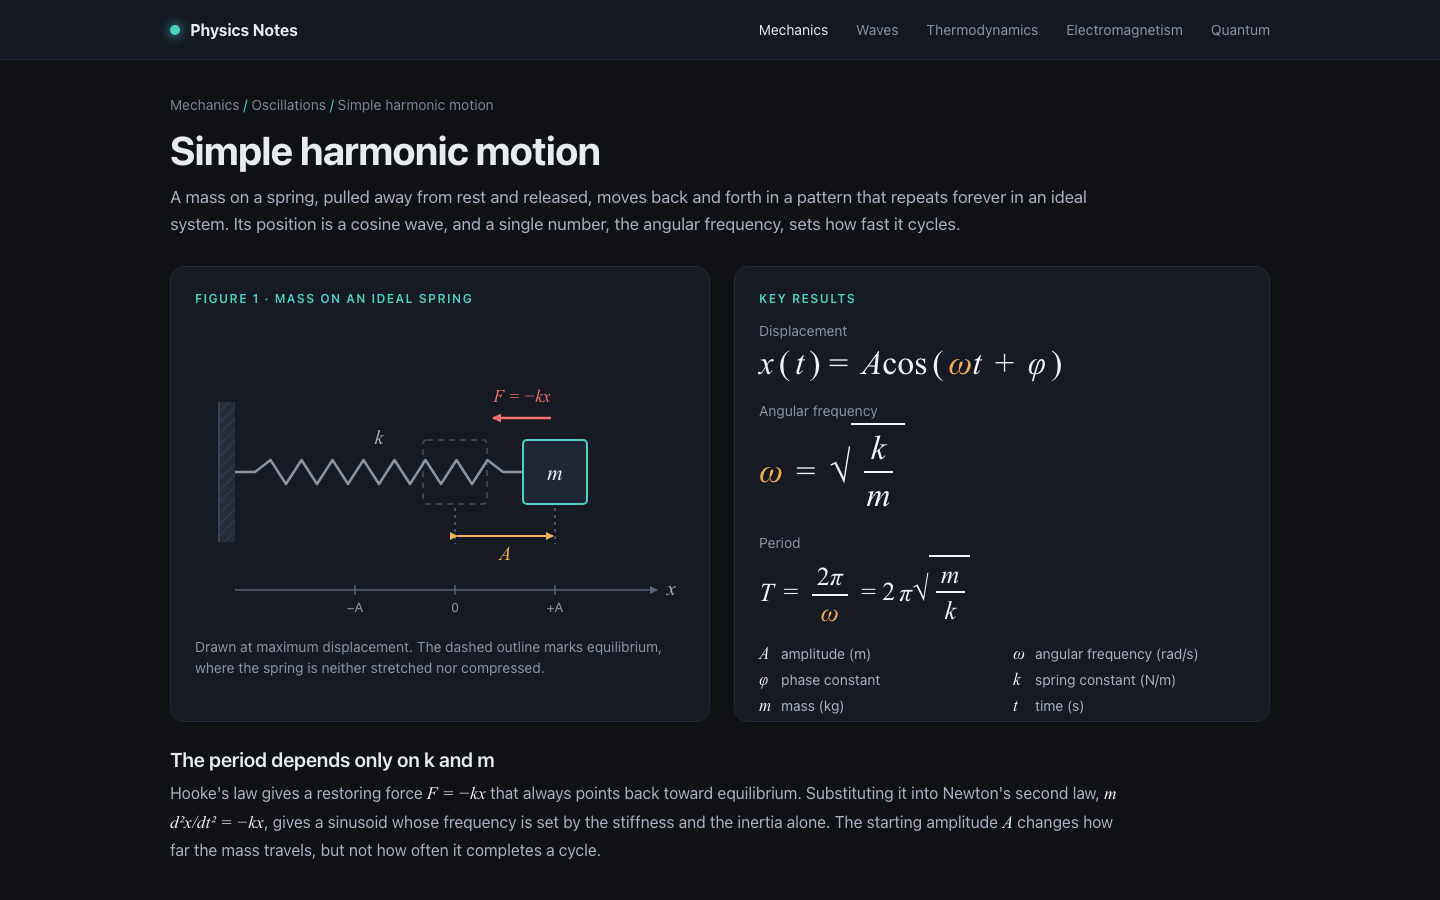 Physics Notes
Mechanics Waves Thermodynamics Electromagnetism Quantum
Mechanics / Oscillations / Simple harmonic motion
Simple harmonic motion
A mass on a spring, pulled away from rest and released, moves back and forth in a pattern that repeats forever in an ideal
system. Its position is a cosine wave, and a single number, the angular frequency, sets how fast it cycles.
FIGURE 1 · MASS ON AN IDEAL SPRING
F = −kx
k
m
A
x
−A 0 +A
Drawn at maximum displacement. The dashed outline marks equilibrium,
where the spring is neither stretched nor compressed.
KEY RESULTS
Displacement
x(t) = Acos(ωt + φ)
Angular frequency
ω = √(k/m)
Period
T = 2π/ω = 2π√(m/k)
A amplitude (m)
ω angular frequency (rad/s)
φ phase constant
k spring constant (N/m)
m mass (kg)
t time (s)
The period depends only on k and m
Hooke's law gives a restoring force F = −kx that always points back toward equilibrium. Substituting it into Newton's second law, m
d²x/dt² = −kx, gives a sinusoid whose frequency is set by the stiffness and the inertia alone. The starting amplitude A changes how
far the mass travels, but not how often it completes a cycle.